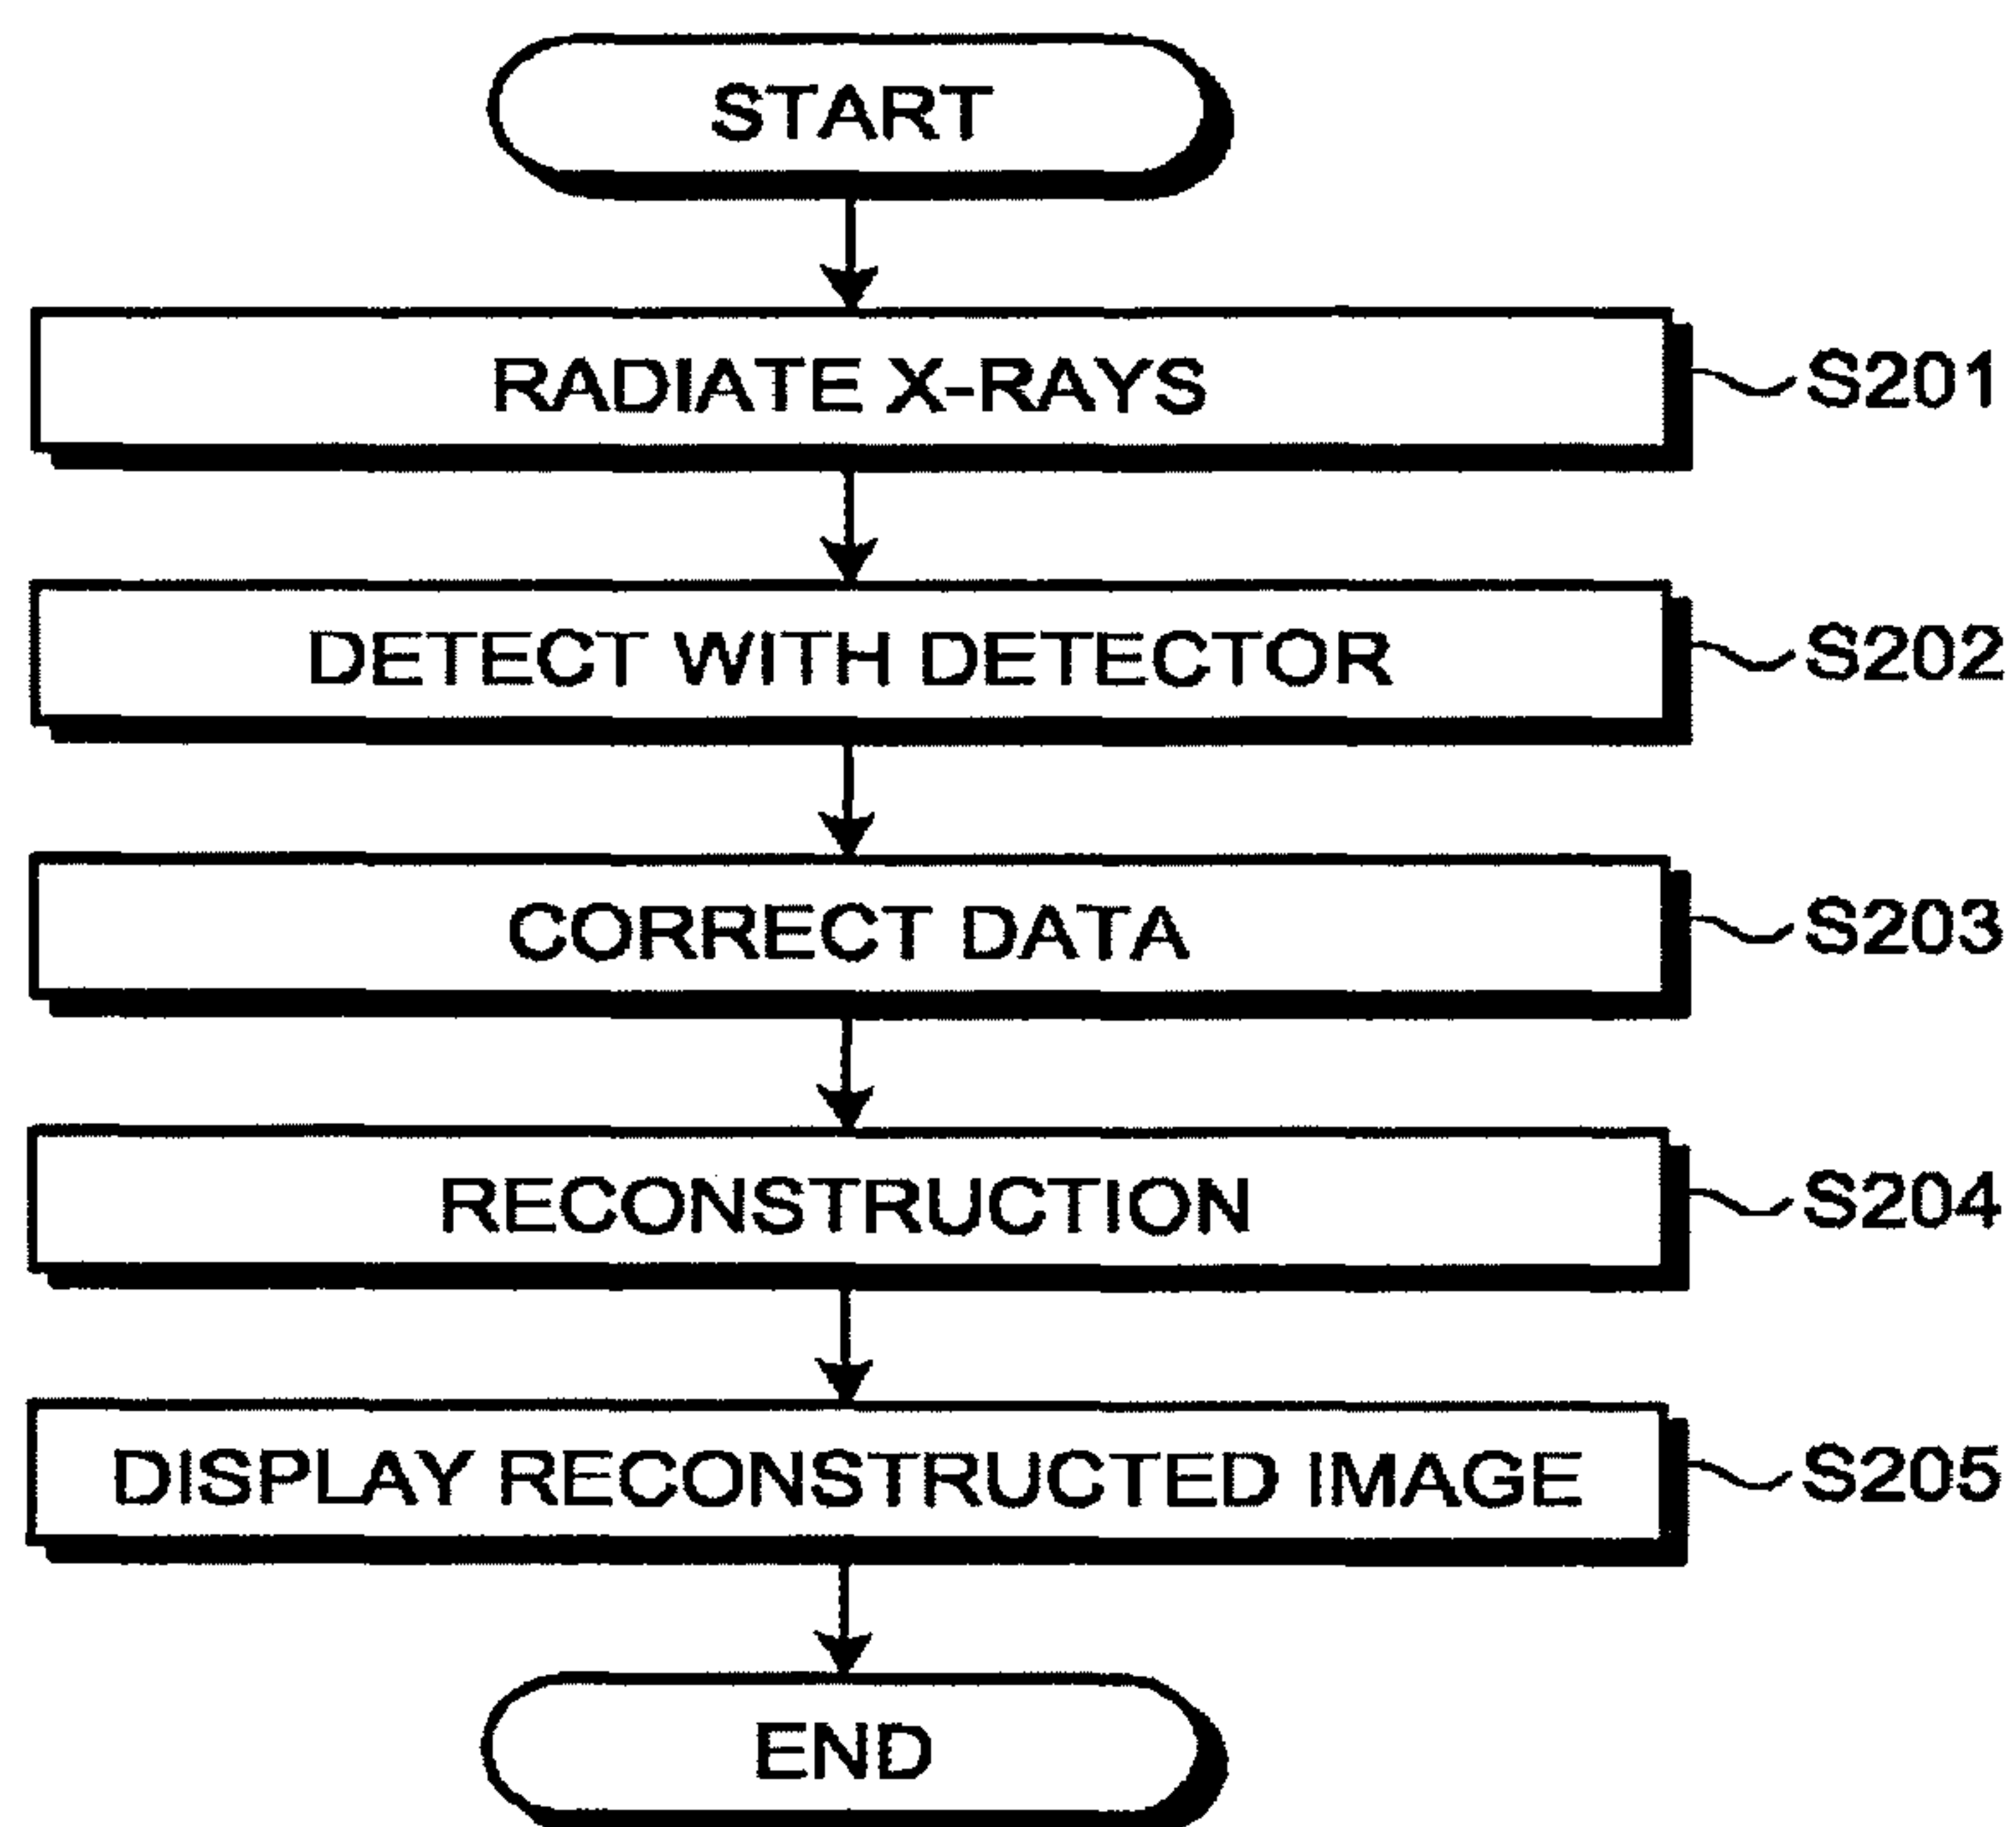 START
RADIATE X-RAYS
S201
DETECT WITH DETECTOR
S202
CORRECT DATA
S203
RECONSTRUCTION
S204
DISPLAY RECONSTRUCTED IMAGE
S205
END